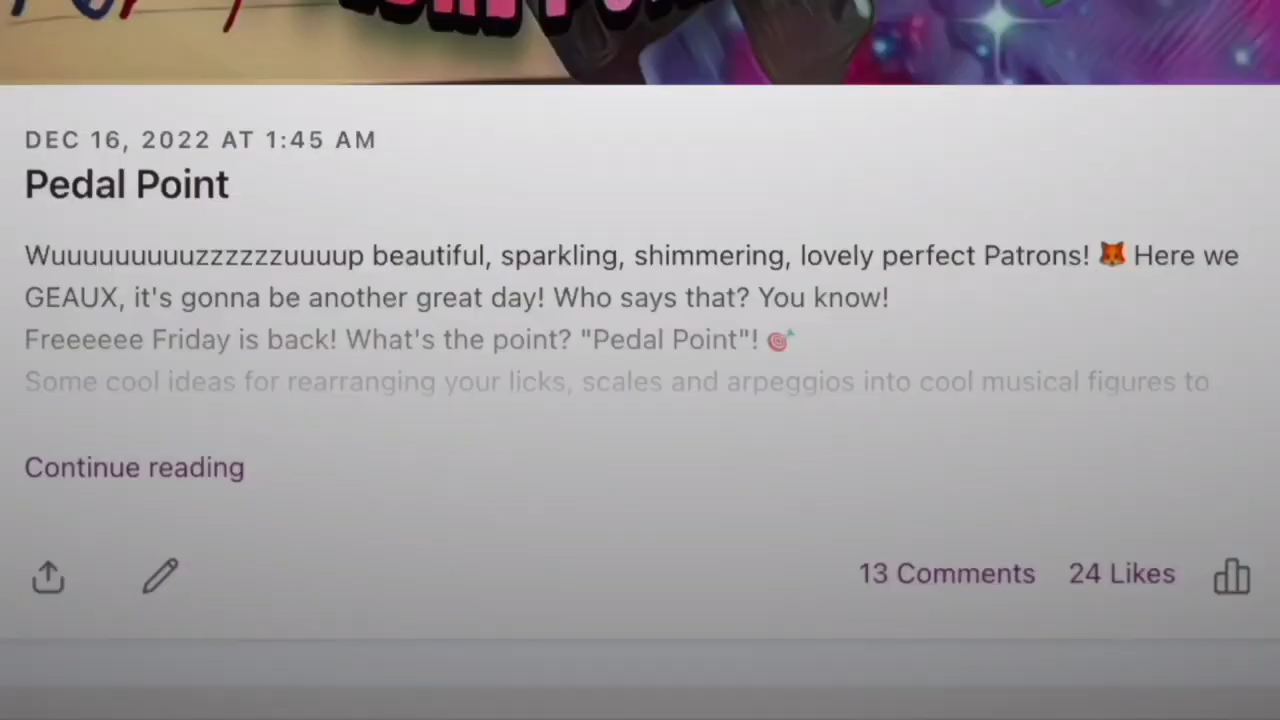 DEC 16, 2022 AT 1:45 AM
Pedal Point
Wuuuuuuuuuzzzzzzuuuup beautiful, sparkling, shimmering, lovely perfect Patrons! 🦊 Here we
GEAUX, it's gonna be another great day! Who says that? You know!
Freeeeee Friday is back! What's the point? "Pedal Point"! 🎯
Some cool ideas for rearranging your licks, scales and arpeggios into cool musical figures to
Continue reading
13 Comments 24 Likes